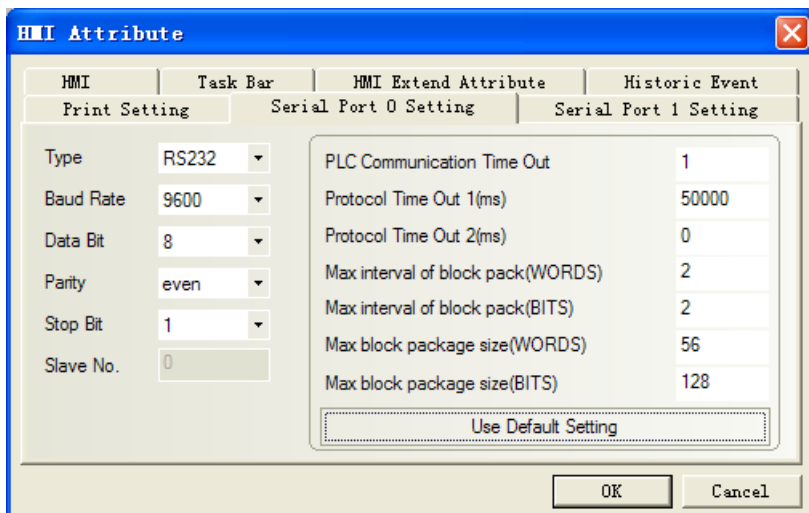 HMI Attribute
HMI Task Bar HMI Extend Attribute Historic Event
Print Setting Serial Port 0 Setting Serial Port 1 Setting
Type RS232
Baud Rate 9600
Data Bit 8
Parity even
Stop Bit 1
Slave No. 0
PLC Communication Time Out 1
Protocol Time Out 1(ms) 50000
Protocol Time Out 2(ms) 0
Max interval of block pack(WORDS) 2
Max interval of block pack(BITS) 2
Max block package size(WORDS) 56
Max block package size(BITS) 128
Use Default Setting
OK Cancel